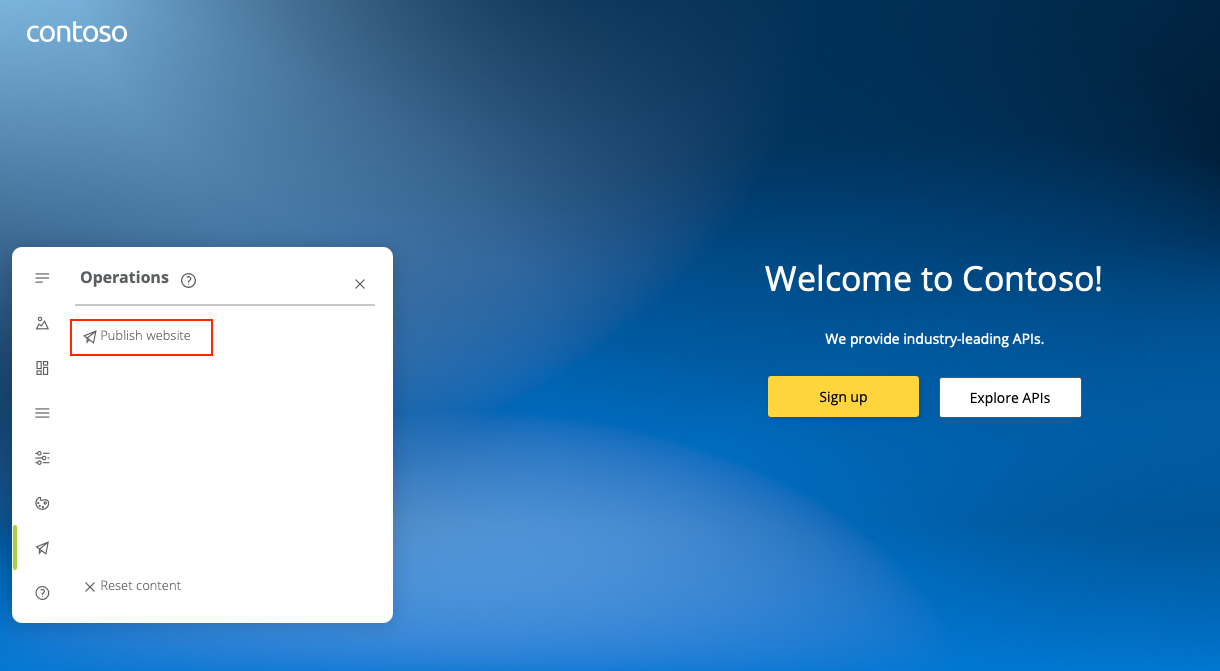 contoso
Operations
Publish website
Reset content
Welcome to Contoso!
We provide industry-leading APIs.
Sign up
Explore APIs